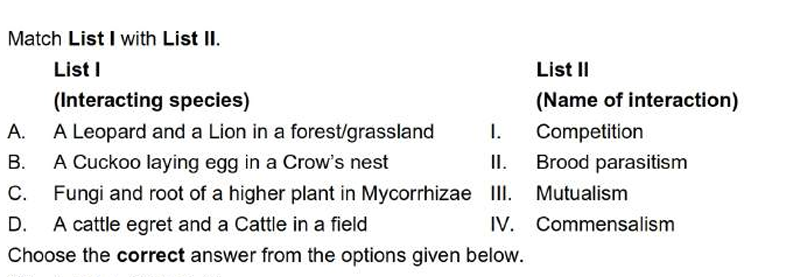 Match List I with List II.
List I List II
(Interacting species) (Name of interaction)
A. A Leopard and a Lion in a forest/grassland I. Competition
B. A Cuckoo laying egg in a Crow's nest II. Brood parasitism
C. Fungi and root of a higher plant in Mycorrhizae III. Mutualism
D. A cattle egret and a Cattle in a field IV. Commensalism
Choose the correct answer from the options given below.